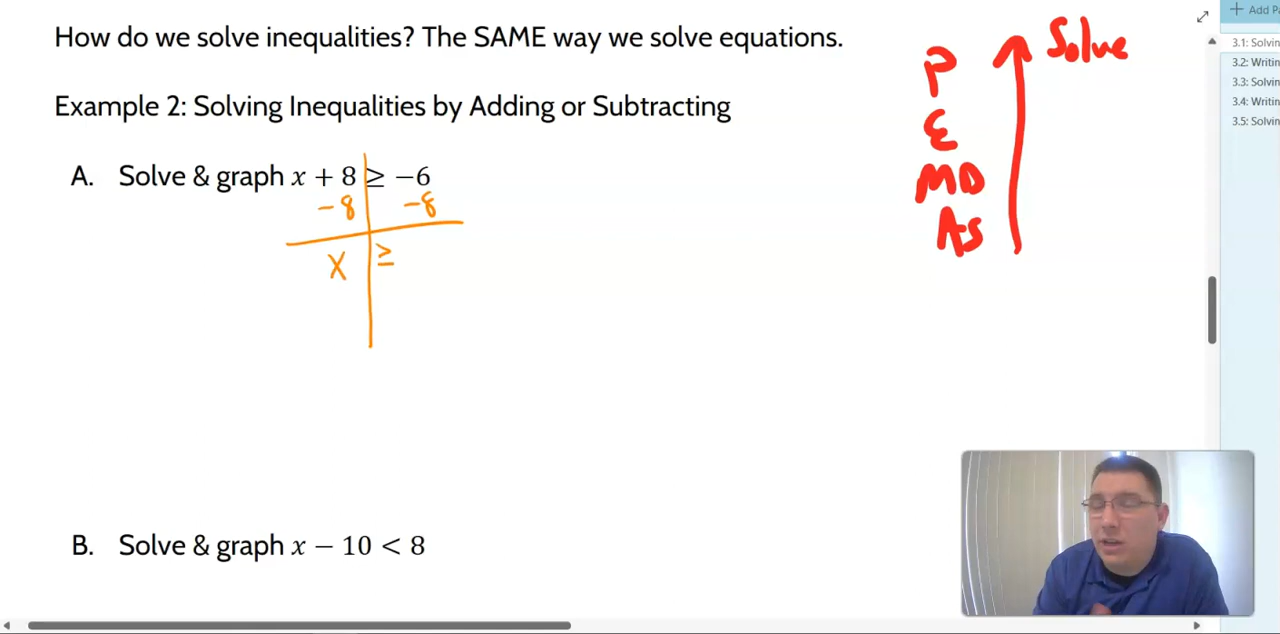 How do we solve inequalities? The SAME way we solve equations.
Example 2: Solving Inequalities by Adding or Subtracting
A. Solve & graph x + 8 ≥ −6
−8 −8
x ≥
B. Solve & graph x − 10 < 8
P
E
MD
AS
Solve
+ Add Pa
3.1: Solvin
3.2: Writin
3.3: Solvin
3.4: Writin
3.5: Solvin